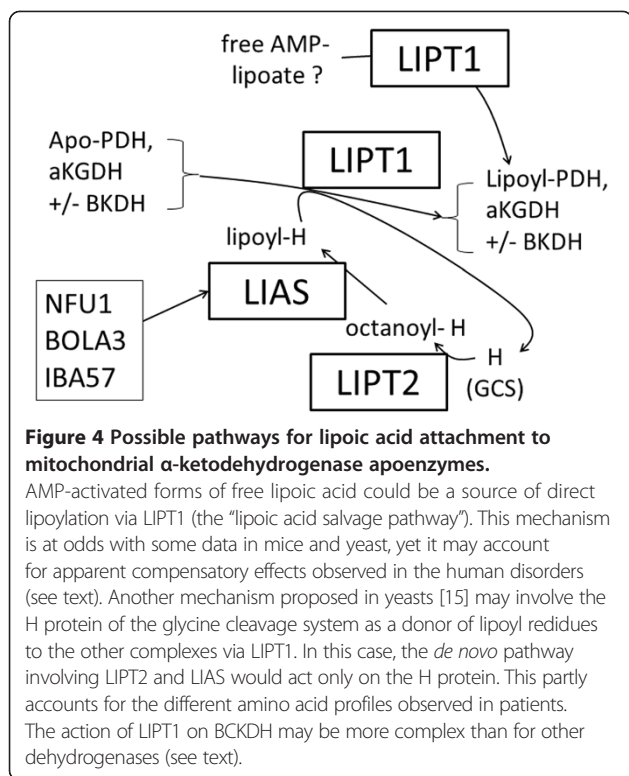 free AMP-
lipoate ?
LIPT1
Apo-PDH,
aKGDH
+/- BKDH
LIPT1
Lipoyl-PDH,
aKGDH
+/- BKDH
lipoyl-H
LIAS
NFU1
BOLA3
IBA57
octanoyl- H
LIPT2
H
(GCS)
Figure 4 Possible pathways for lipoic acid attachment to
mitochondrial α-ketodehydrogenase apoenzymes.
AMP-activated forms of free lipoic acid could be a source of direct
lipoylation via LIPT1 (the “lipoic acid salvage pathway”). This mechanism
is at odds with some data in mice and yeast, yet it may account
for apparent compensatory effects observed in the human disorders
(see text). Another mechanism proposed in yeasts [15] may involve the
H protein of the glycine cleavage system as a donor of lipoyl redidues
to the other complexes via LIPT1. In this case, the de novo pathway
involving LIPT2 and LIAS would act only on the H protein. This partly
accounts for the different amino acid profiles observed in patients.
The action of LIPT1 on BCKDH may be more complex than for other
dehydrogenases (see text).